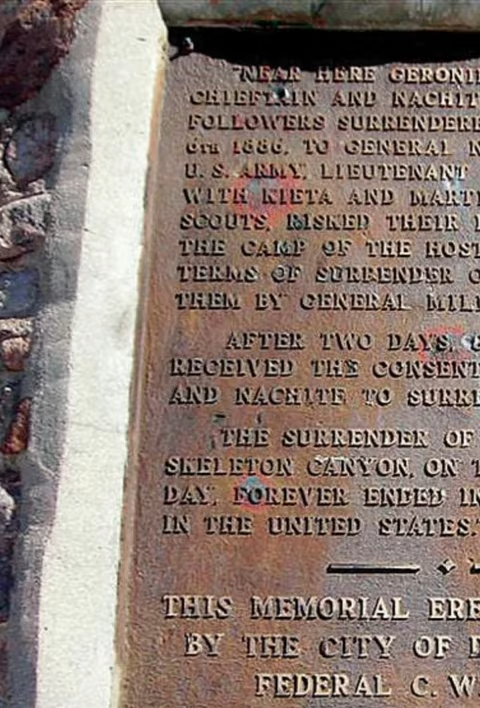 "NEAR HERE GERONI
CHIEFTAIN AND NACHIT
FOLLOWERS SURRENDERE
6TH 1886, TO GENERAL N
U.S. ARMY, LIEUTENANT
WITH KIETA AND MARTI
SCOUTS, RISKED THEIR L
THE CAMP OF THE HOST
TERMS OF SURRENDER O
THEM BY GENERAL MILE
AFTER TWO DAYS, G
RECEIVED THE CONSENT
AND NACHITE TO SURRE
THE SURRENDER OF
SKELETON CANYON, ON T
DAY, FOREVER ENDED IN
IN THE UNITED STATES."
THIS MEMORIAL ERE
BY THE CITY OF D
FEDERAL C. W.